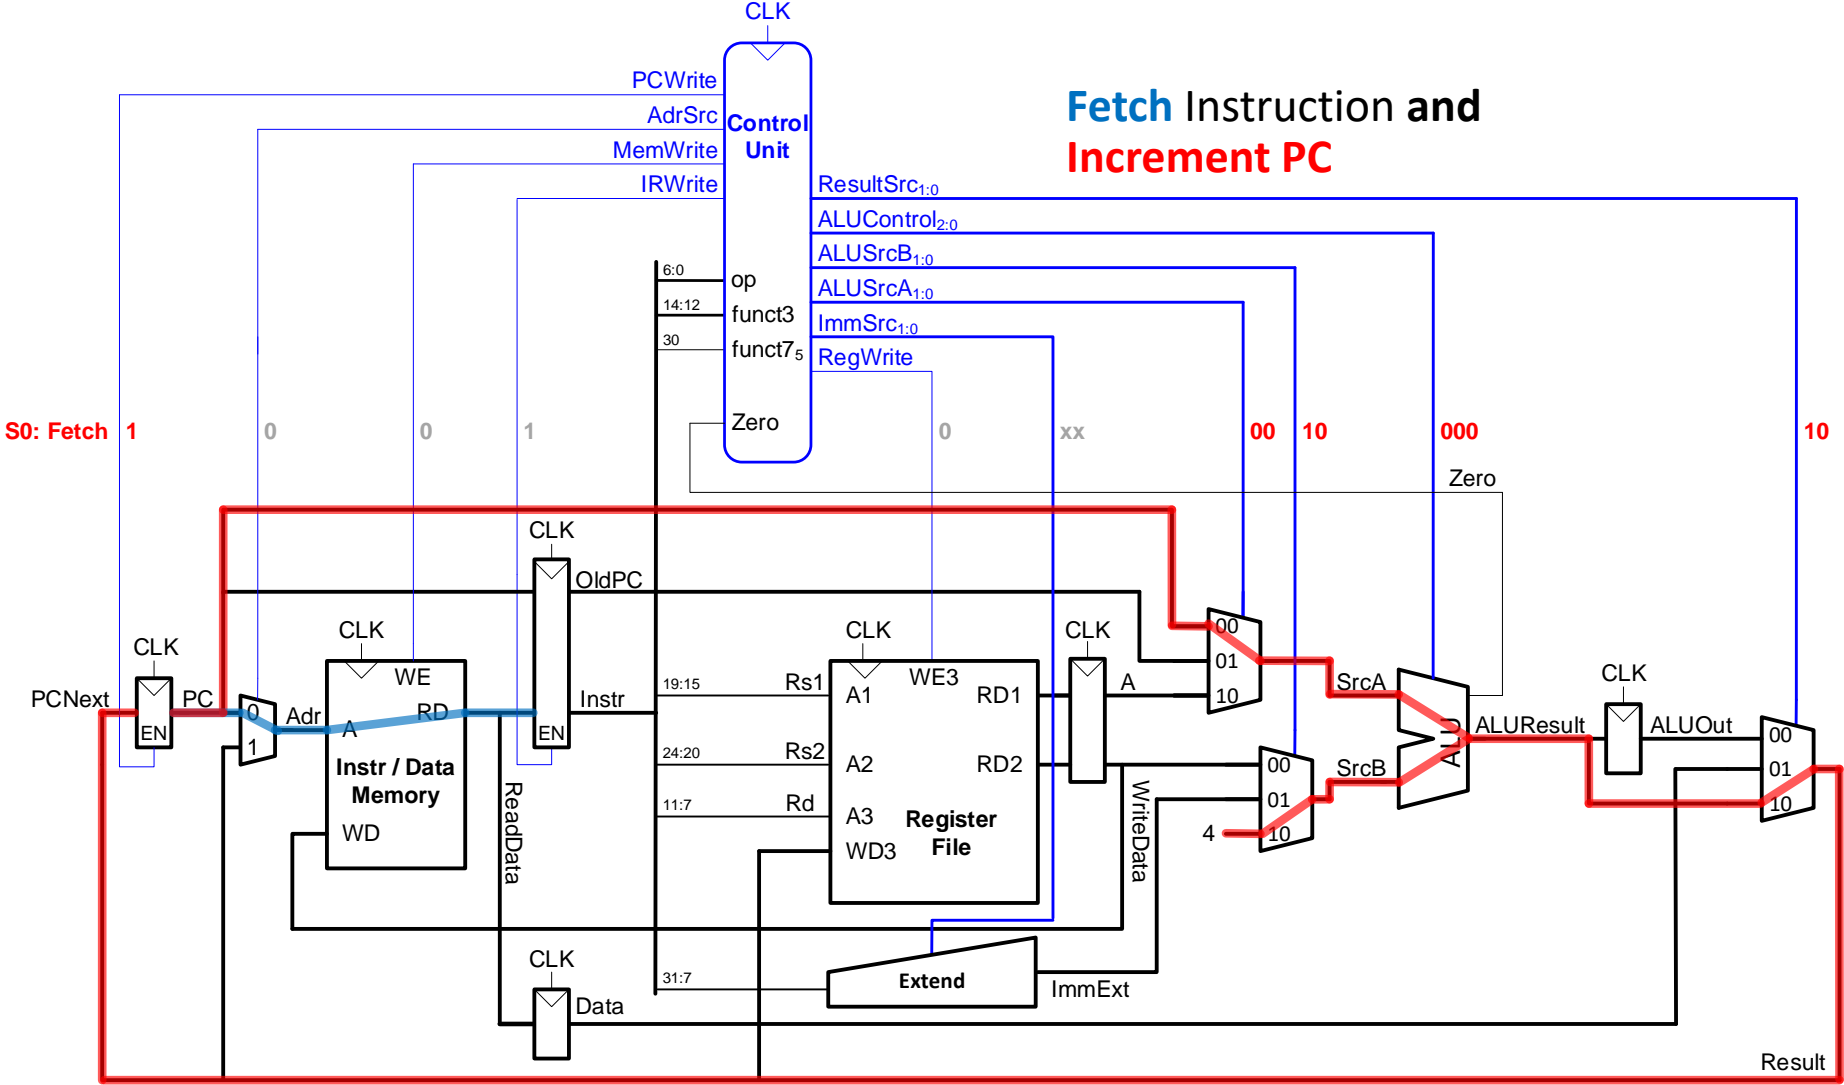 CLK
PCWrite
AdrSrc
MemWrite
IRWrite
Control
Unit
Fetch Instruction and
Increment PC
ResultSrc1:0
ALUControl2:0
ALUSrcB1:0
ALUSrcA1:0
ImmSrc1:0
RegWrite
6:0 op
14:12 funct3
30 funct75
Zero
S0: Fetch 1 0 0 1 0 xx 00 10 000 10
Zero
CLK
OldPC
CLK CLK CLK CLK CLK
PCNext PC EN
0 1 Adr
WE A RD
Instr / Data
Memory
WD
ReadData
EN Instr
19:15 Rs1 A1 WE3 RD1 A
24:20 Rs2 A2 RD2
11:7 Rd A3
WD3
Register
File
WriteData
00 01 10 SrcA
00 01 10 SrcB
4
ALU ALUResult ALUOut
00 01 10
31:7 Extend ImmExt
CLK
Data
Result